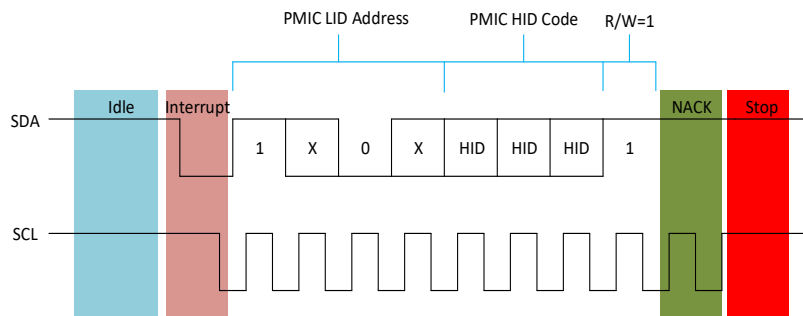 PMIC LID Address PMIC HID Code R/W=1
Idle Interrupt NACK Stop
SDA
1 X 0 X HID HID HID 1
SCL